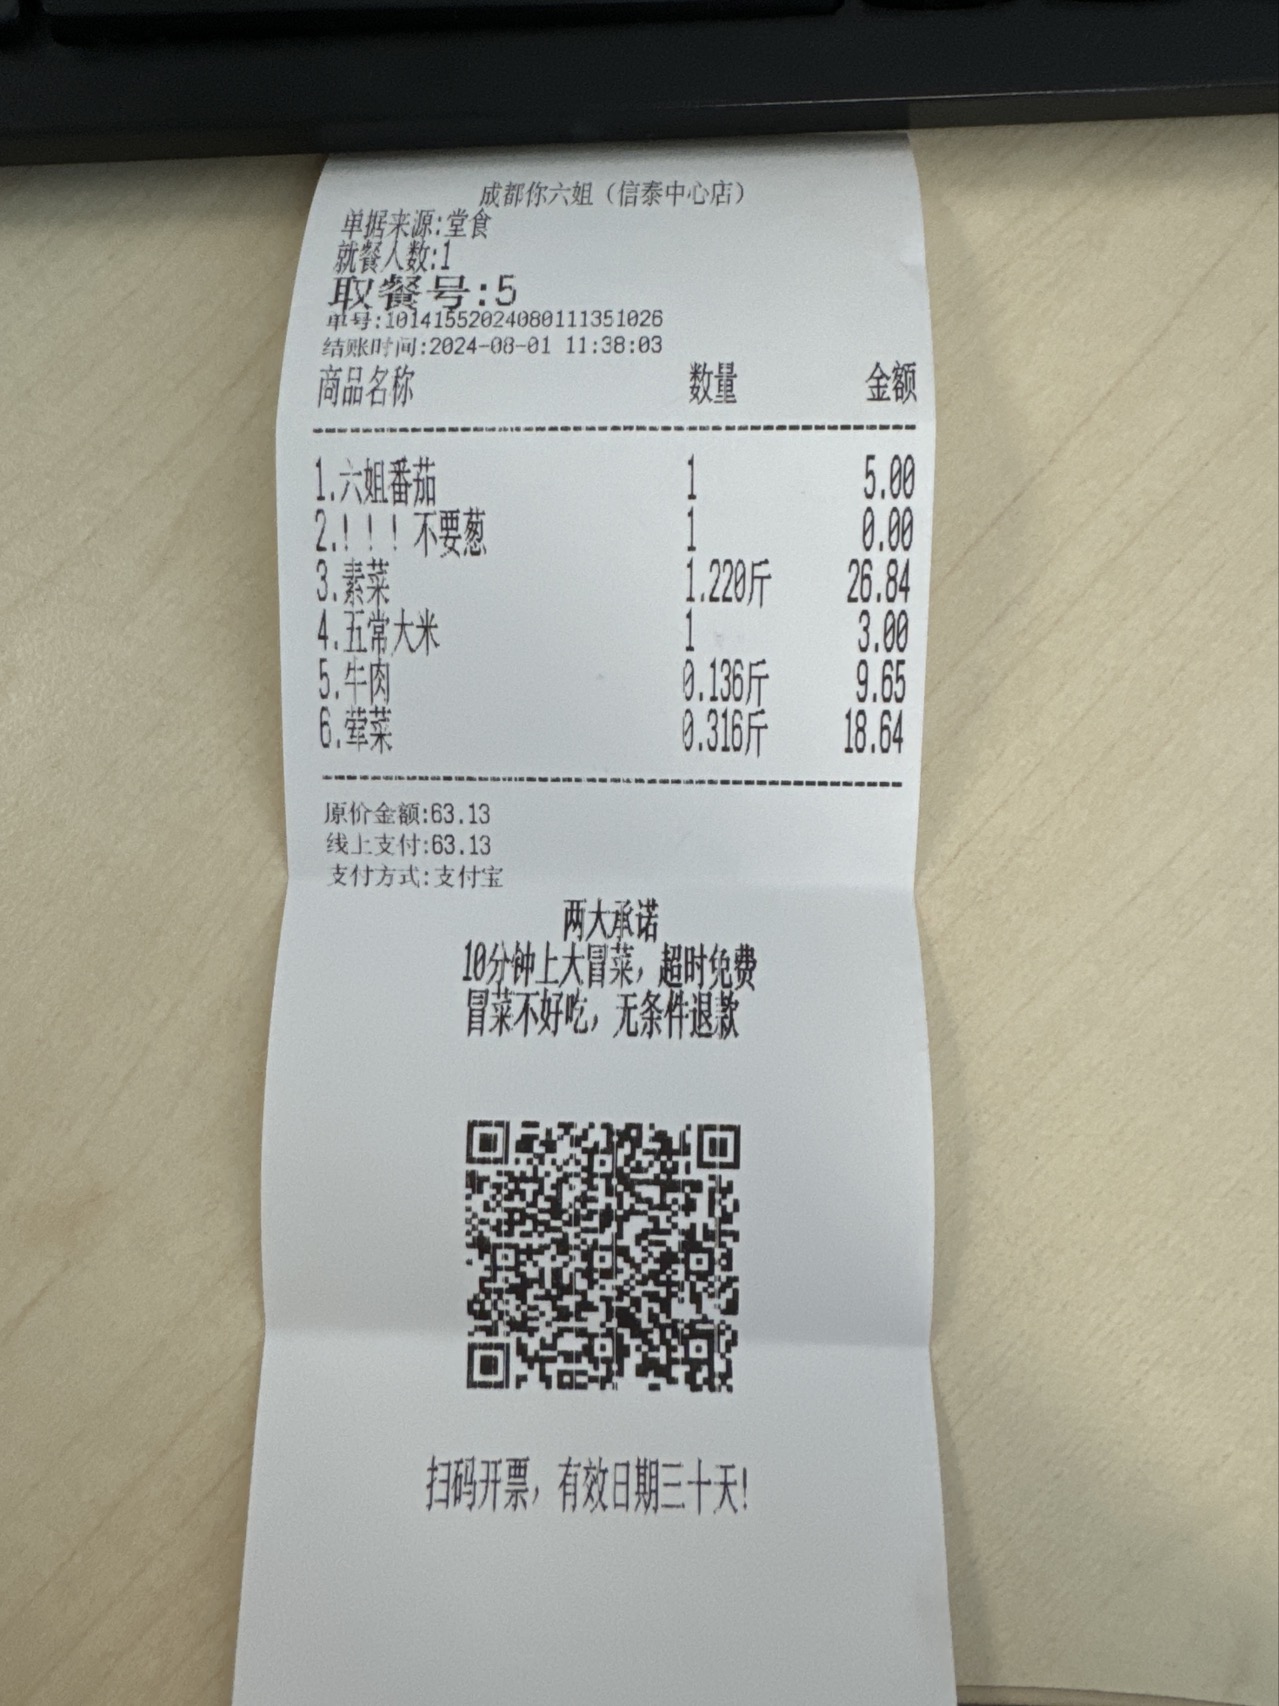 成都你六姐（信泰中心店）
单据来源:堂食
就餐人数:1
取餐号:5
单号:10141552024080111351026
结账时间:2024-08-01 11:38:03
商品名称 数量 金额
1.六姐番茄 1 5.00
2.！！！不要葱 1 0.00
3.素菜 1.220斤 26.84
4.五常大米 1 3.00
5.牛肉 0.136斤 9.65
6.荤菜 0.316斤 18.64
原价金额:63.13
线上支付:63.13
支付方式:支付宝
两大承诺
10分钟上大冒菜，超时免费
冒菜不好吃，无条件退款
扫码开票，有效日期三十天!